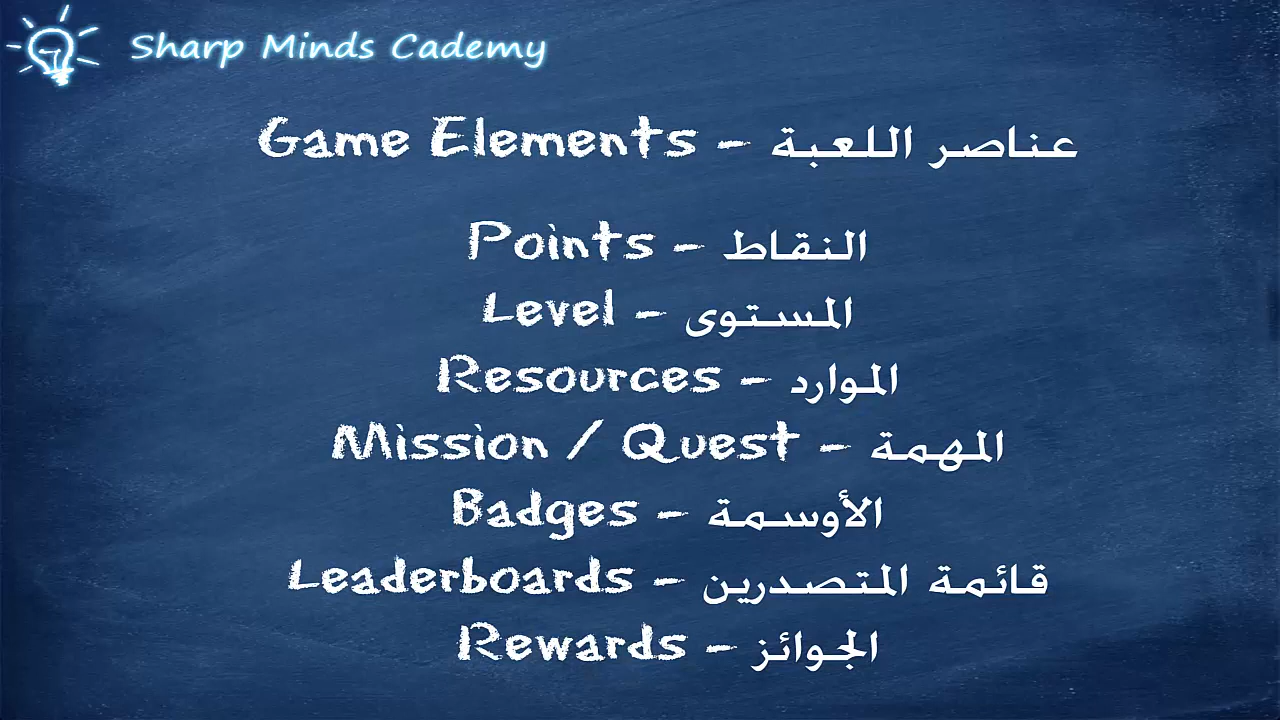 Sharp Minds Cademy
Game Elements - عناصر اللعبة
Points - النقاط
Level - المستوى
Resources - الموارد
Mission / Quest - المهمة
Badges - الأوسمة
Leaderboards - قائمة المتصدرين
Rewards - الجوائز